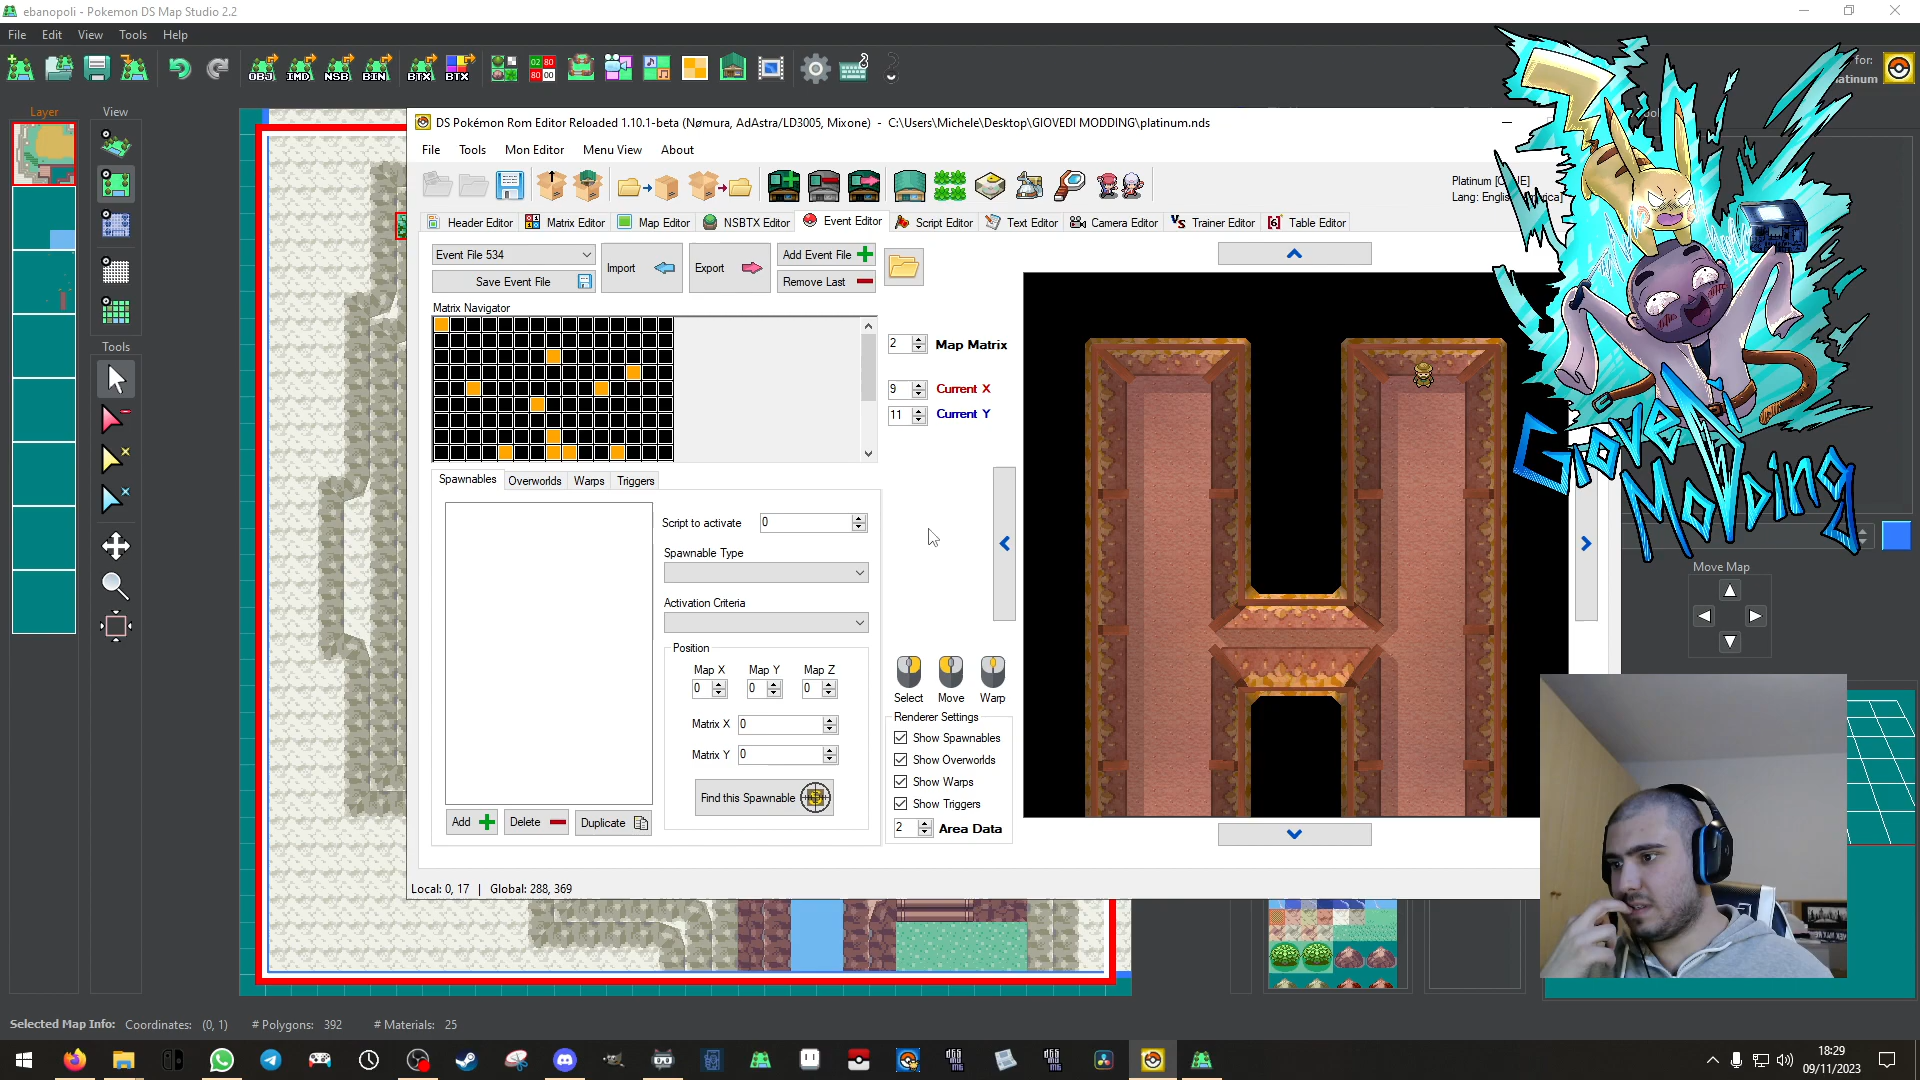 ebanopoli - Pokemon DS Map Studio 2.2
File Edit View Tools Help
OBJ IMD NSB BIN BTX BTX
02 80
80 00
for:
latinum
Layer
View
Tools
DS Pokémon Rom Editor Reloaded 1.10.1-beta (Nømura, AdAstra/LD3005, Mixone) - C:\Users\Michele\Desktop\GIOVEDI MODDING\platinum.nds
File Tools Mon Editor Menu View About
Header Editor Matrix Editor Map Editor NSBTX Editor Event Editor Script Editor Text Editor Camera Editor Trainer Editor Table Editor
Event File 534
Save Event File
Import
Export
Add Event File
Remove Last
Matrix Navigator
2 Map Matrix
9 Current X
11 Current Y
Spawnables Overworlds Warps Triggers
Script to activate 0
Spawnable Type
Activation Criteria
Position
Map X Map Y Map Z
0 0 0
Matrix X 0
Matrix Y 0
Find this Spawnable
Add Delete Duplicate
Select Move Warp
Renderer Settings
Show Spawnables
Show Overworlds
Show Warps
Show Triggers
2 Area Data
Local: 0, 17 | Global: 288, 369
GIOVEDI
MODDING
Move Map
Selected Map Info: Coordinates: (0, 1) # Polygons: 392 # Materials: 25
18:29
09/11/2023